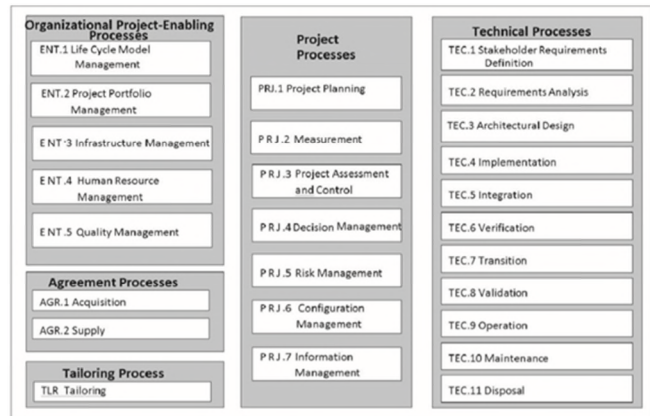 Organizational Project-Enabling
Processes
ENT.1 Life Cycle Model
Management
ENT.2 Project Portfolio
Management
ENT·3 Infrastructure Management
ENT.4 Human Resource
Management
ENT.5 Quality Management
Agreement Processes
AGR.1 Acquisition
AGR.2 Supply
Tailoring Process
TLR Tailoring
Project
Processes
PRJ.1 Project Planning
PRJ.2 Measurement
PRJ.3 Project Assessment
and Control
PRJ.4 Decision Management
PRJ.5 Risk Management
PRJ.6 Configuration
Management
PRJ.7 Information
Management
Technical Processes
TEC.1 Stakeholder Requirements
Definition
TEC.2 Requirements Analysis
TEC.3 Architectural Design
TEC.4 Implementation
TEC.5 Integration
TEC.6 Verification
TEC.7 Transition
TEC.8 Validation
TEC.9 Operation
TEC.10 Maintenance
TEC.11 Disposal